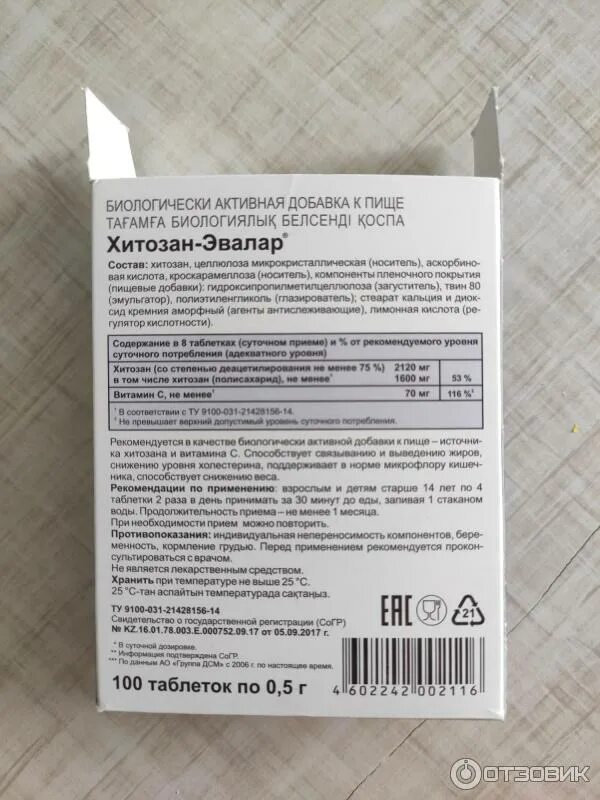 БИОЛОГИЧЕСКИ АКТИВНАЯ ДОБАВКА К ПИЩЕ
ТАҒАМҒА БИОЛОГИЯЛЫҚ БЕЛСЕНДІ ҚОСПА
Хитозан-Эвалар®
Состав: хитозан, целлюлоза микрокристаллическая (носитель), аскорбино-
вая кислота, кроскарамеллоза (носитель), компоненты пленочного покрытия
(пищевые добавки): гидроксипропилметилцеллюлоза (загуститель), твин 80
(эмульгатор), полиэтиленгликоль (глазирователь); стеарат кальция и диок-
сид кремния аморфный (агенты антислеживающие), лимонная кислота (ре-
гулятор кислотности).
Содержание в 8 таблетках (суточном приеме) и % от рекомендуемого уровня
суточного потребления (адекватного уровня)
Хитозан (со степенью деацетилирования не менее 75 %) 2120 мг
в том числе хитозан (полисахарид), не менее* 1600 мг 53 %
Витамин С, не менее* 70 мг 116 %‡
† В соответствии с ТУ 9100-031-21428156-14.
‡ Не превышает верхний допустимый уровень суточного потребления.
Рекомендуется в качестве биологически активной добавки к пище – источни-
ка хитозана и витамина С. Способствует связыванию и выведению жиров,
снижению уровня холестерина, поддерживает в норме микрофлору кишеч-
ника, способствует снижению веса.
Рекомендации по применению: взрослым и детям старше 14 лет по 4
таблетки 2 раза в день принимать за 30 минут до еды, запивая 1 стаканом
воды. Продолжительность приема – не менее 1 месяца.
При необходимости прием можно повторить.
Противопоказания: индивидуальная непереносимость компонентов, бере-
менность, кормление грудью. Перед применением рекомендуется прокон-
сультироваться с врачом.
Не является лекарственным средством.
Хранить при температуре не выше 25 °С.
25 °С-тан аспайтын температурада сақтаңыз.
ТУ 9100-031-21428156-14
Свидетельство о государственной регистрации (СоГР)
№ KZ.16.01.78.003.E.000752.09.17 от 05.09.2017 г.
* В суточной дозировке.
** Информация подтверждена СоГР.
*** По данным АО «Группа ДСМ» с 2006 г. по настоящее время.
100 таблеток по 0,5 г
EAC
21
4 602242 002116
ОТЗОВИК